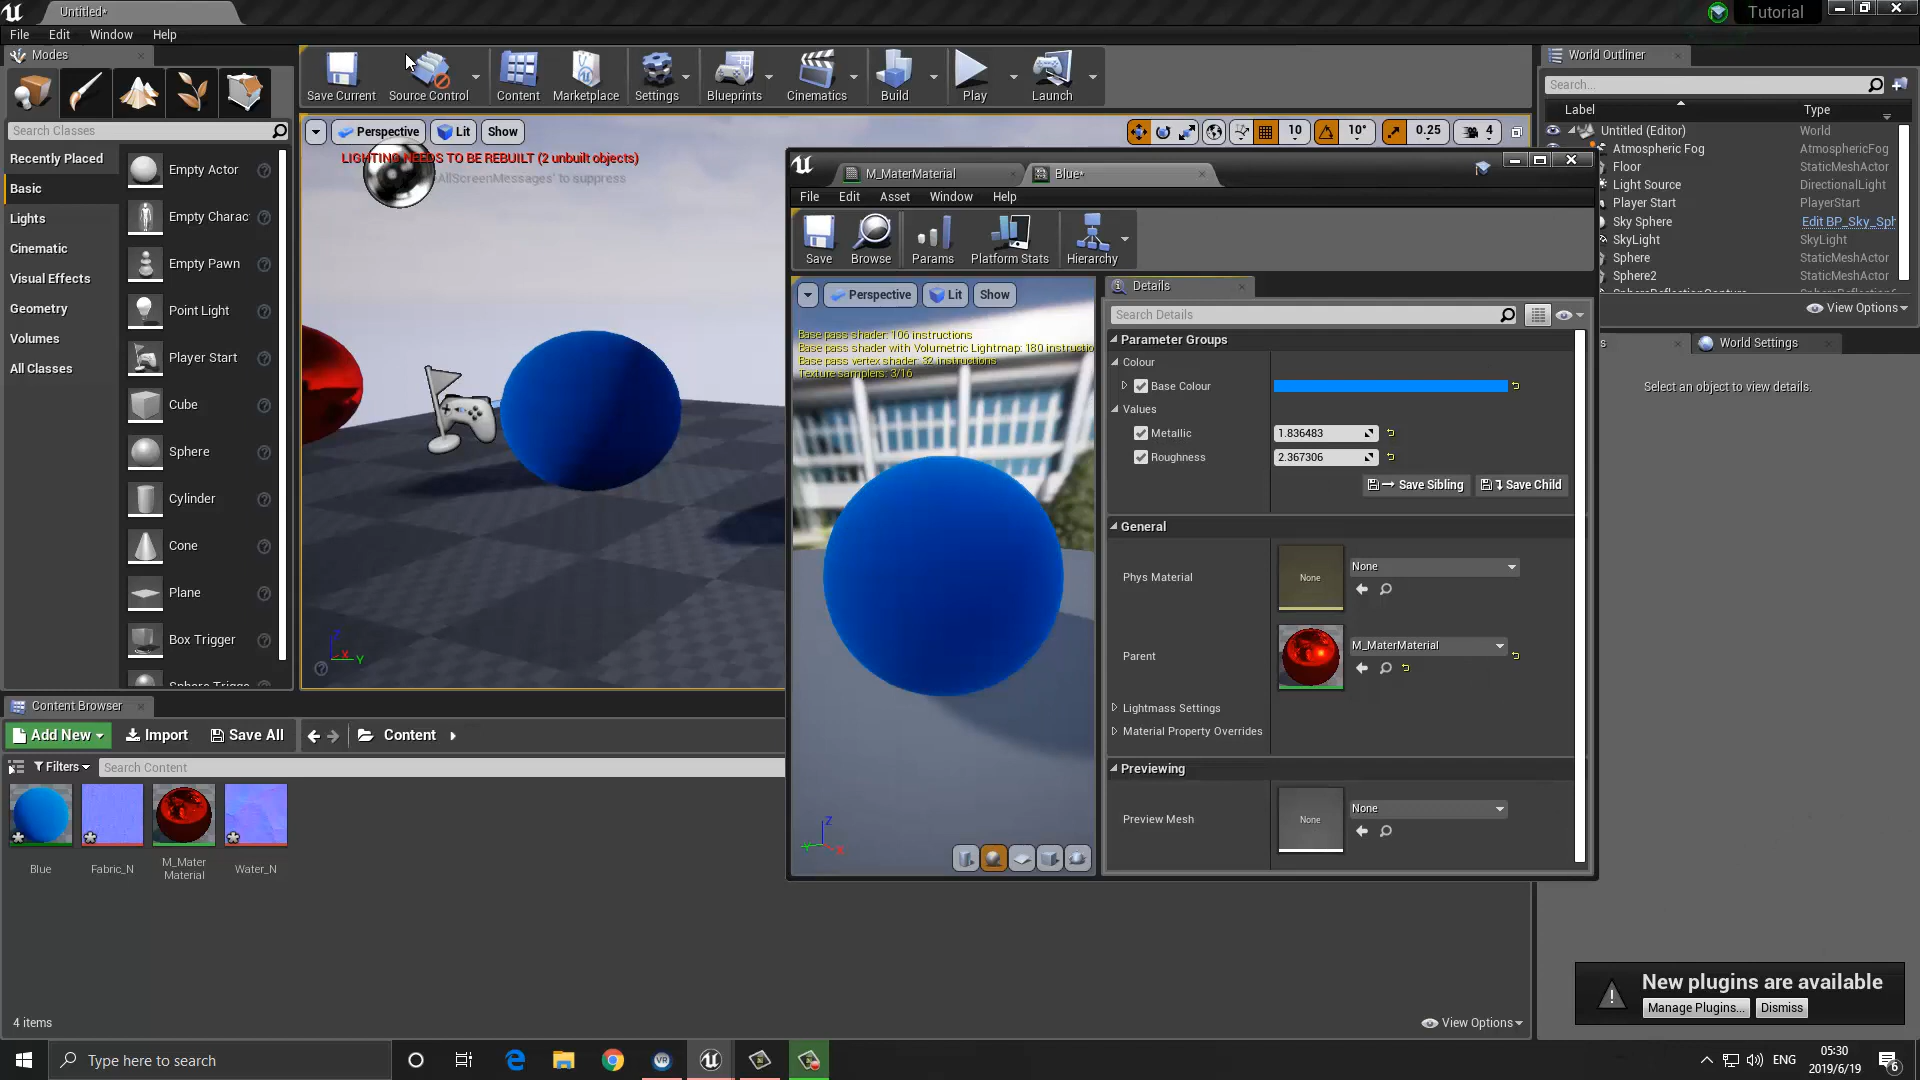 Untitled*
Tutorial
File Edit Window Help
Modes
Search Classes
Recently Placed
Basic
Lights
Cinematic
Visual Effects
Geometry
Volumes
All Classes
Empty Actor
Empty Charac
Empty Pawn
Point Light
Player Start
Cube
Sphere
Cylinder
Cone
Plane
Box Trigger
Sphere Trigge
Save Current
Source Control
Content
Marketplace
Settings
Blueprints
Cinematics
Build
Play
Launch
Perspective
Lit
Show
10
10°
0.25
4
LIGHTING NEEDS TO BE REBUILT (2 unbuilt objects)
AllScreenMessages' to suppress
X Y Z
M_MaterMaterial
Blue*
File Edit Asset Window Help
Save
Browse
Params
Platform Stats
Hierarchy
Perspective
Lit
Show
Base pass shader: 106 instructions
Base pass shader with Volumetric Lightmap: 180 instructio
Base pass vertex shader: 32 instructions
Texture samplers: 3/16
Z
Y X
Details
Search Details
Parameter Groups
Colour
Base Colour
Values
Metallic 1.836483
Roughness 2.367306
Save Sibling
Save Child
General
Phys Material
None
None
Parent
M_MaterMaterial
Lightmass Settings
Material Property Overrides
Previewing
Preview Mesh
None
None
World Outliner
Search...
Label Type
Untitled (Editor) World
Atmospheric Fog AtmosphericFog
Floor StaticMeshActor
Light Source DirectionalLight
Player Start PlayerStart
Sky Sphere Edit BP_Sky_Sph
SkyLight SkyLight
Sphere StaticMeshActor
Sphere2 StaticMeshActor
View Options
s
World Settings
Select an object to view details.
Content Browser
Add New
Import
Save All
Content
Filters
Search Content
Blue
Fabric_N
M_Mater
Material
Water_N
4 items
View Options
New plugins are available
Manage Plugins...
Dismiss
Type here to search
VR
ENG
05:30
2019/6/19
6